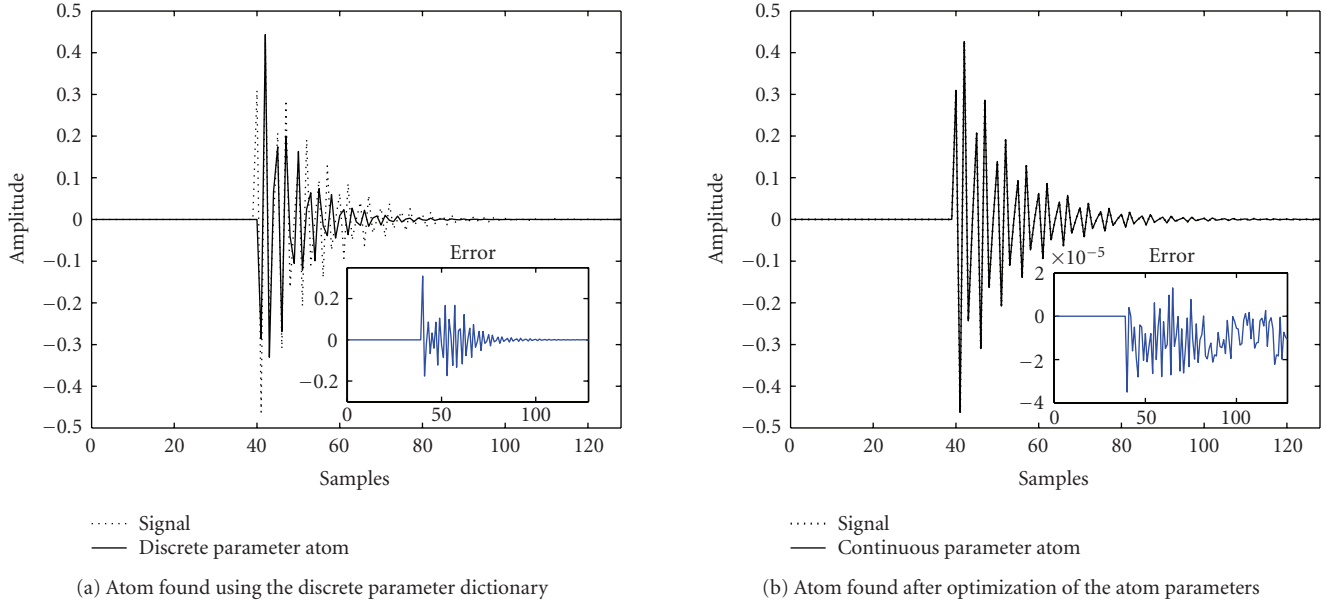 0.5
0.4
0.3
0.2
0.1
0
−0.1
−0.2
−0.3
−0.4
−0.5
Amplitude
0 20 40 60 80 100 120
Samples
Error
0.2
0
−0.2
0 50 100
Signal
Discrete parameter atom
(a) Atom found using the discrete parameter dictionary
0.5
0.4
0.3
0.2
0.1
0
−0.1
−0.2
−0.3
−0.4
−0.5
Amplitude
0 20 40 60 80 100 120
Samples
×10−5
Error
2
0
−2
−4
0 50 100
Signal
Continuous parameter atom
(b) Atom found after optimization of the atom parameters